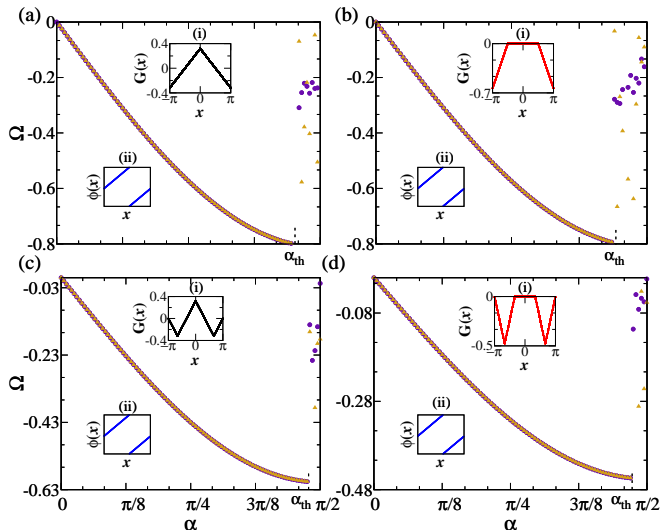 (a)
0
-0.2
-0.4
-0.6
-0.8
Ω
(i)
G(x)
0.4
0
-0.4
π 0 π
x
(ii)
ϕ(x)
x
α_th
(b)
0
-0.2
-0.4
-0.6
-0.8
(i)
G(x)
0
-0.7
π 0 π
x
(ii)
ϕ(x)
x
α_th
(c)
-0.03
-0.23
-0.43
-0.63
Ω
(i)
G(x)
0.4
0
-0.4
π 0 π
x
(ii)
ϕ(x)
x
0 π/8 π/4 3π/8 α_th π/2
α
(d)
-0.08
-0.28
-0.48
(i)
G(x)
0
-0.5
π 0 π
x
(ii)
ϕ(x)
x
0 π/8 π/4 3π/8 α_th π/2
α